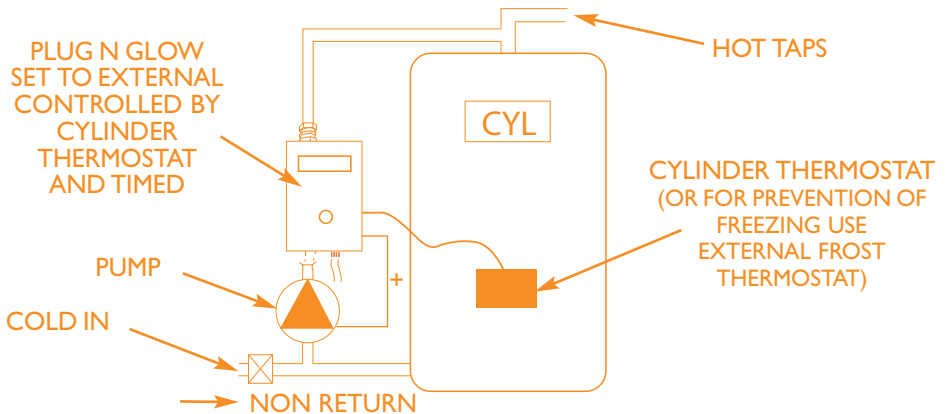 PLUG N GLOW
SET TO EXTERNAL
CONTROLLED BY
CYLINDER
THERMOSTAT
AND TIMED
HOT TAPS
CYL
CYLINDER THERMOSTAT
(OR FOR PREVENTION OF
FREEZING USE
EXTERNAL FROST
THERMOSTAT)
PUMP
+
COLD IN
NON RETURN